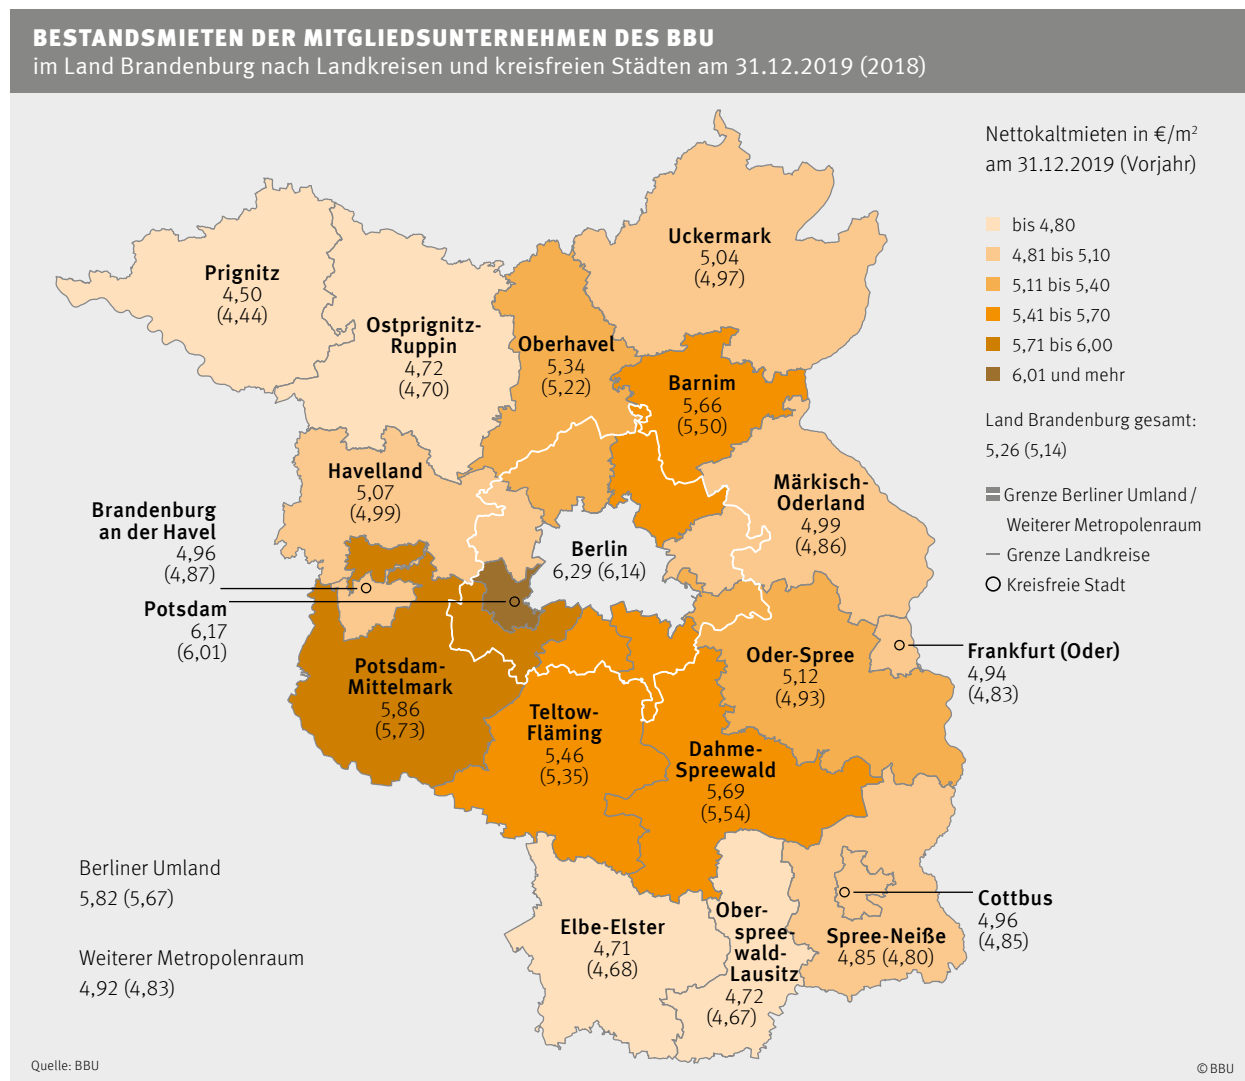 BESTANDSMIETEN DER MITGLIEDSUNTERNEHMEN DES BBU
im Land Brandenburg nach Landkreisen und kreisfreien Städten am 31.12.2019 (2018)
Nettokaltmieten in €/m²
am 31.12.2019 (Vorjahr)
bis 4,80
4,81 bis 5,10
5,11 bis 5,40
5,41 bis 5,70
5,71 bis 6,00
6,01 und mehr
Land Brandenburg gesamt:
5,26 (5,14)
Grenze Berliner Umland /
Weiterer Metropolenraum
Grenze Landkreise
Kreisfreie Stadt
Prignitz
4,50
(4,44)
Ostprignitz-
Ruppin
4,72
(4,70)
Oberhavel
5,34
(5,22)
Uckermark
5,04
(4,97)
Barnim
5,66
(5,50)
Havelland
5,07
(4,99)
Märkisch-
Oderland
4,99
(4,86)
Brandenburg
an der Havel
4,96
(4,87)
Potsdam
6,17
(6,01)
Berlin
6,29 (6,14)
Potsdam-
Mittelmark
5,86
(5,73)
Teltow-
Fläming
5,46
(5,35)
Dahme-
Spreewald
5,69
(5,54)
Oder-Spree
5,12
(4,93)
Frankfurt (Oder)
4,94
(4,83)
Elbe-Elster
4,71
(4,68)
Ober-
spree-
wald-
Lausitz
4,72
(4,67)
Spree-Neiße
4,85 (4,80)
Cottbus
4,96
(4,85)
Berliner Umland
5,82 (5,67)
Weiterer Metropolenraum
4,92 (4,83)
Quelle: BBU
© BBU